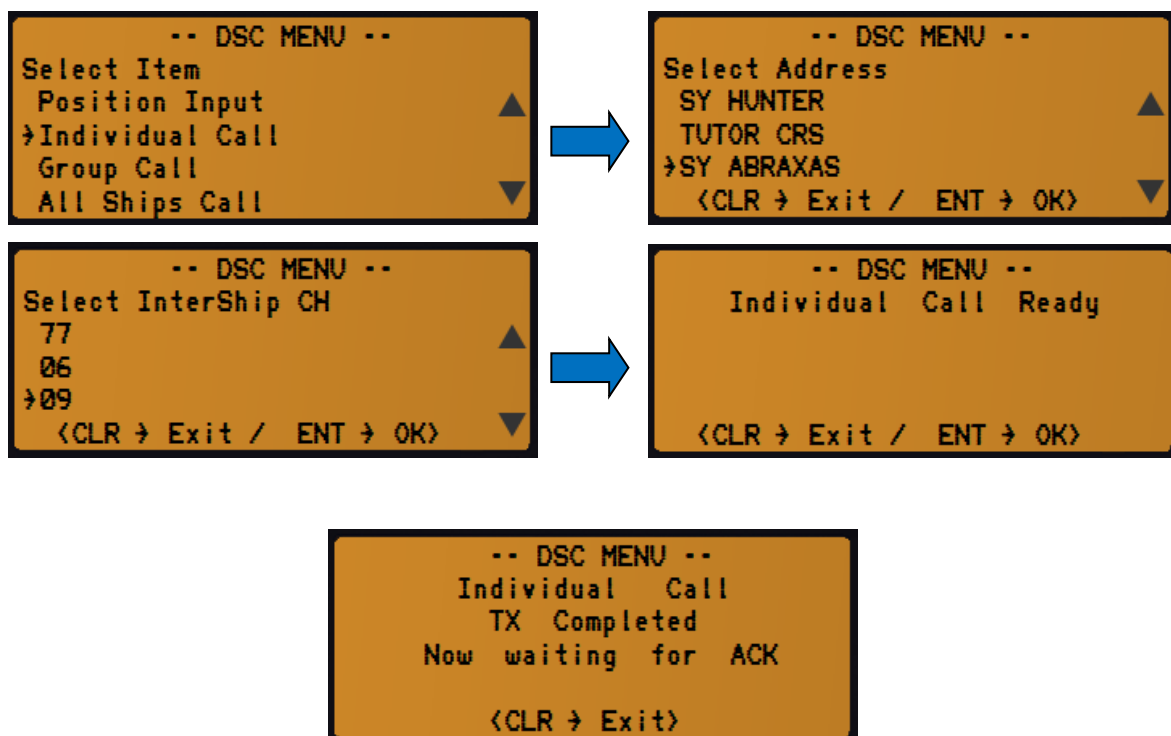 -- DSC MENU --
Select Item
Position Input
→Individual Call
Group Call
All Ships Call
-- DSC MENU --
Select Address
SY HUNTER
TUTOR CRS
→SY ABRAXAS
<CLR → Exit / ENT → OK>
-- DSC MENU --
Select InterShip CH
77
06
→09
<CLR → Exit / ENT → OK>
-- DSC MENU --
Individual Call Ready
<CLR → Exit / ENT → OK>
-- DSC MENU --
Individual Call
TX Completed
Now waiting for ACK
<CLR → Exit>